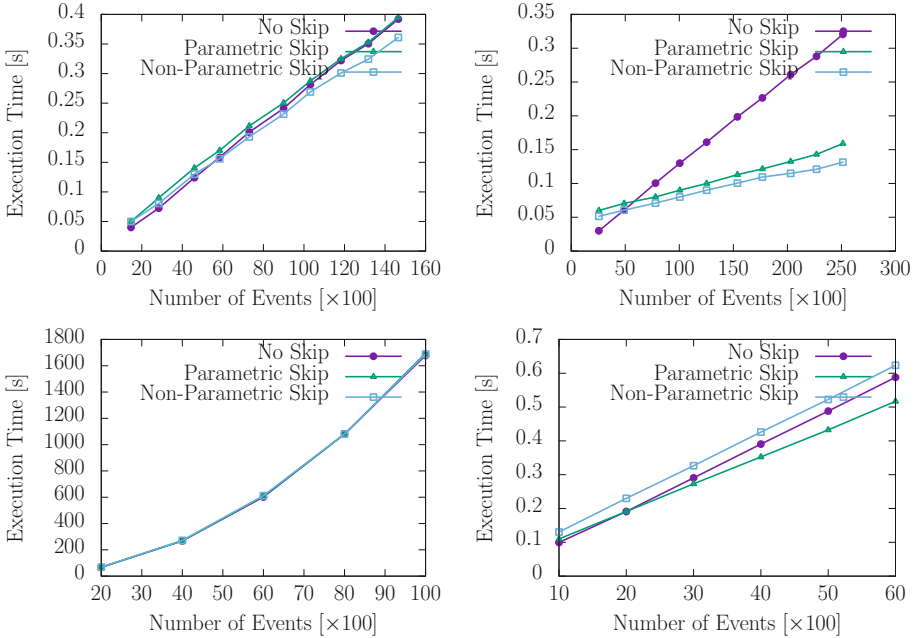 0.4
0.35
0.3
0.25
0.2
0.15
0.1
0.05
0
Execution Time [s]
No Skip
Parametric Skip
Non-Parametric Skip
0 20 40 60 80 100 120 140 160
Number of Events [×100]
0.35
0.3
0.25
0.2
0.15
0.1
0.05
0
Execution Time [s]
No Skip
Parametric Skip
Non-Parametric Skip
0 50 100 150 200 250 300
Number of Events [×100]
1800
1600
1400
1200
1000
800
600
400
200
0
Execution Time [s]
No Skip
Parametric Skip
Non-Parametric Skip
20 30 40 50 60 70 80 90 100
Number of Events [×100]
0.7
0.6
0.5
0.4
0.3
0.2
0.1
0
Execution Time [s]
No Skip
Parametric Skip
Non-Parametric Skip
10 20 30 40 50 60
Number of Events [×100]